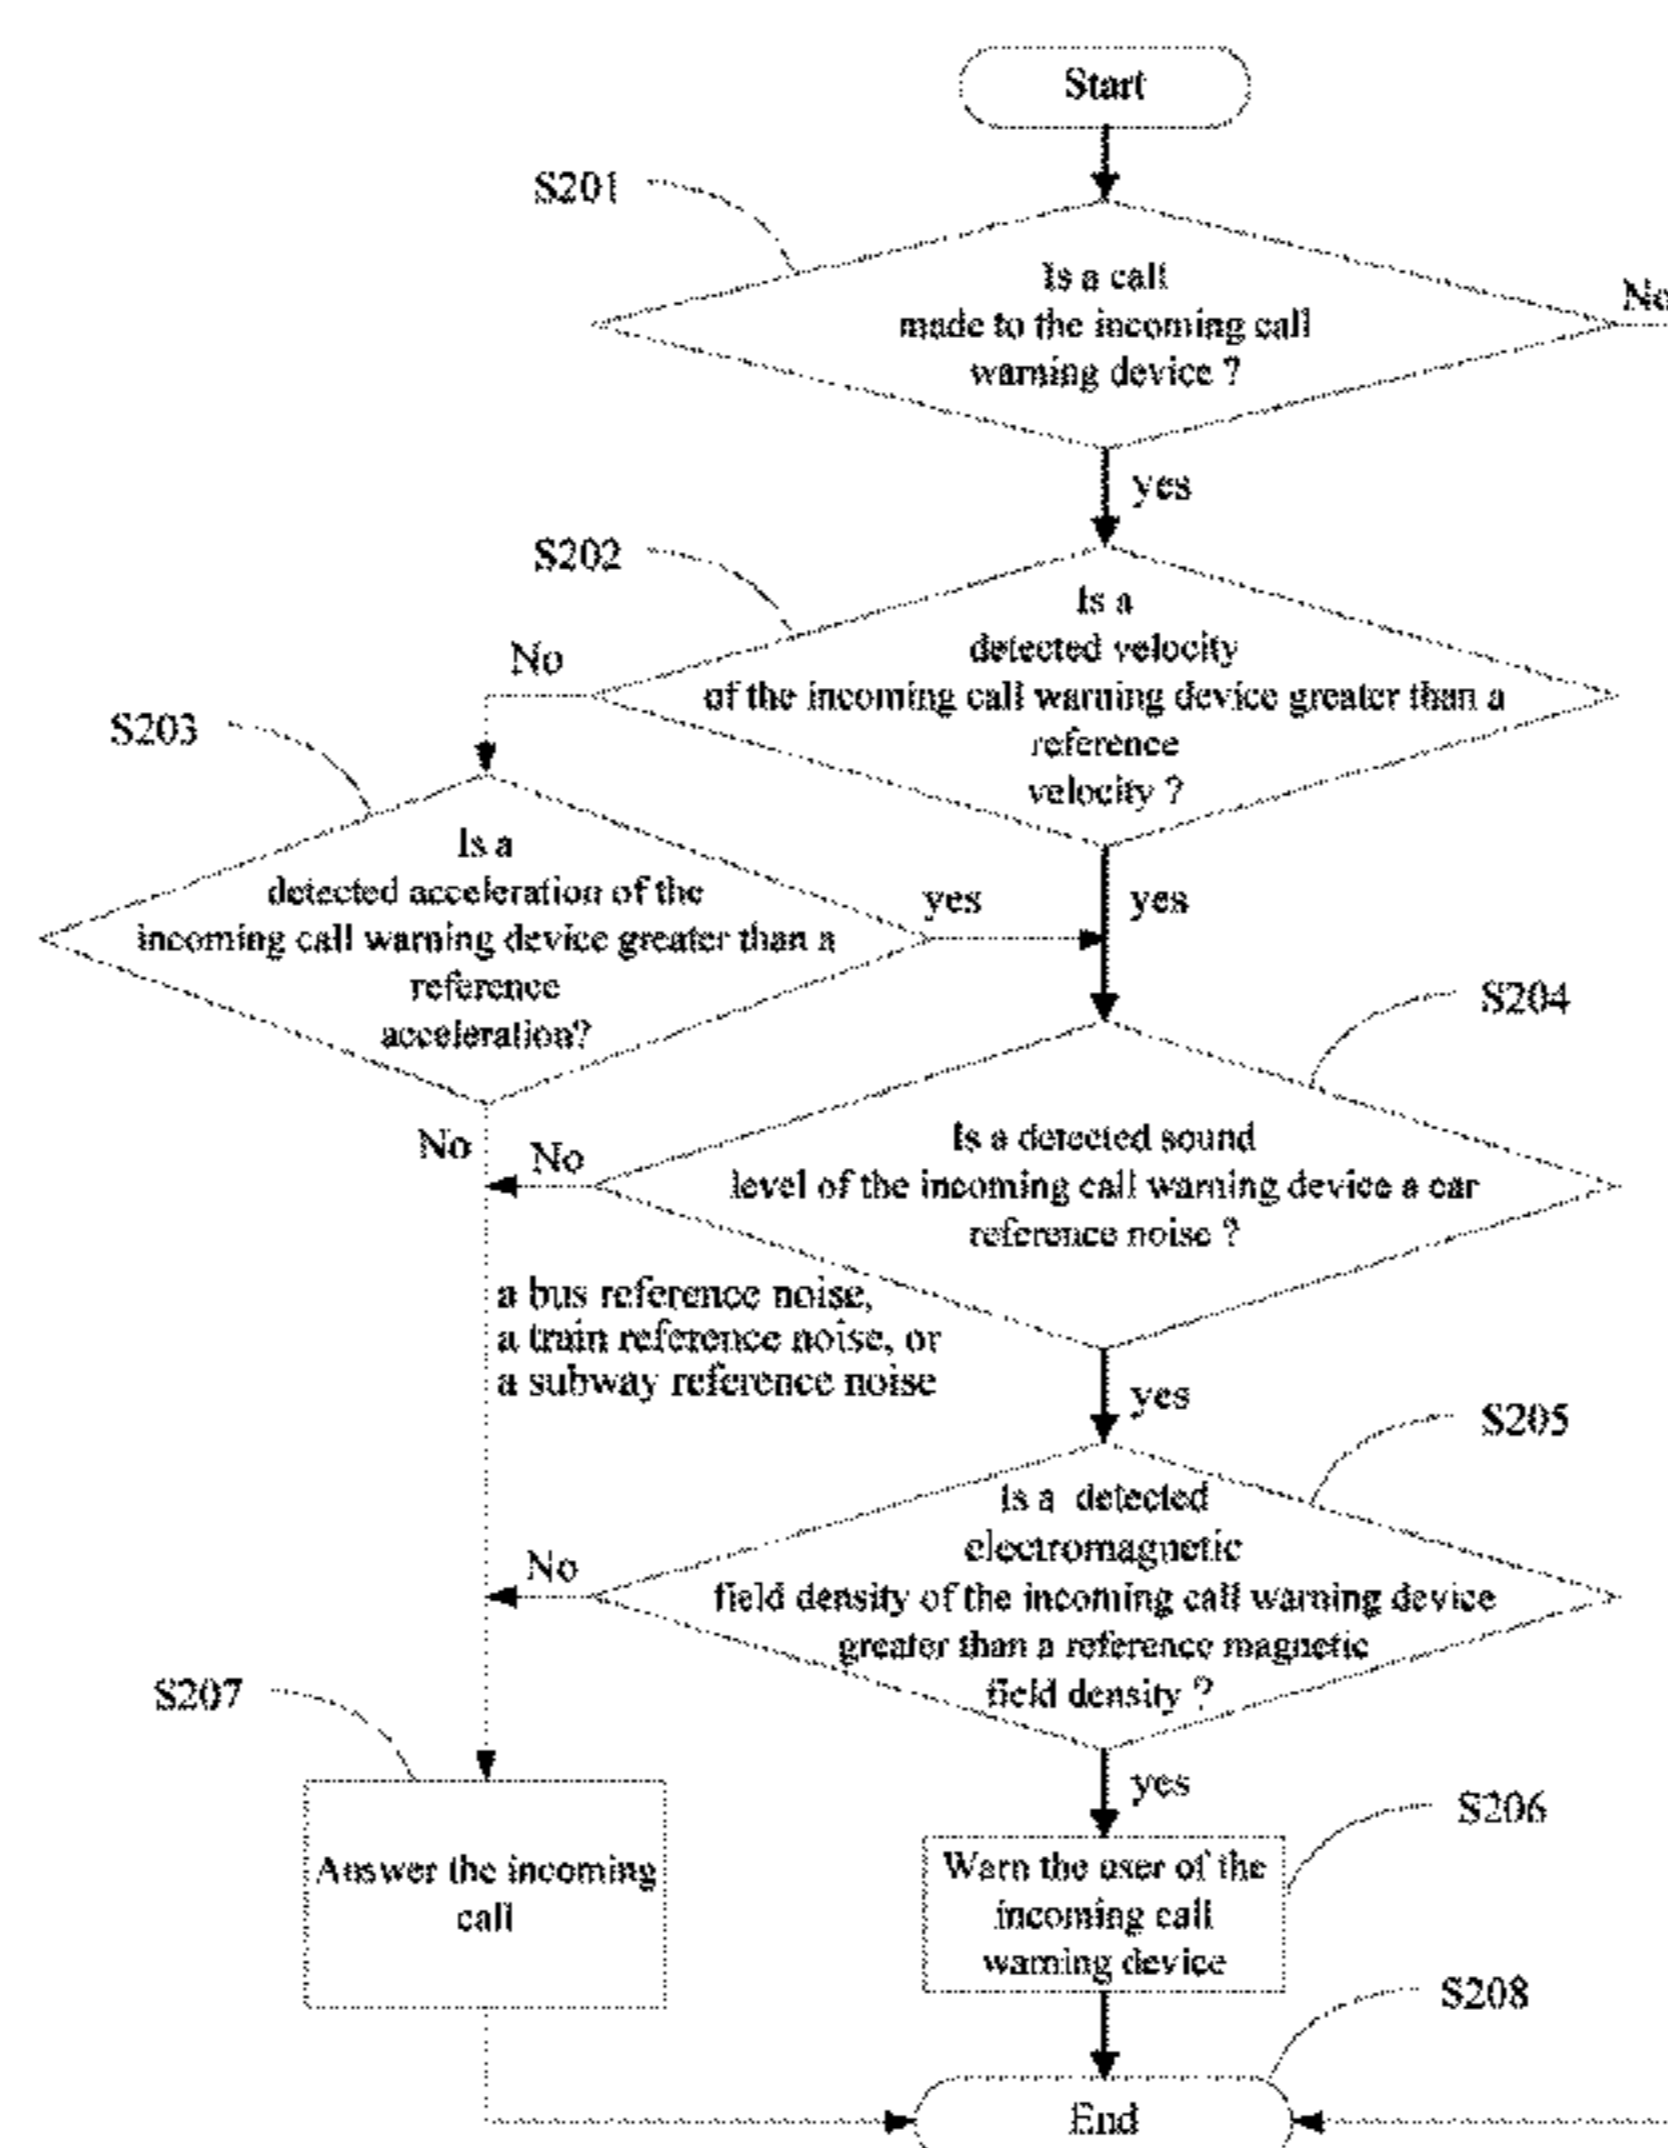 Start
S201
Is a call
made to the incoming call
warning device ?
No
yes
S202
Is a
detected velocity
of the incoming call warning device greater than a
reference
velocity ?
No
S203
Is a
detected acceleration of the
incoming call warning device greater than a
reference
acceleration?
yes
yes
S204
No
No
Is a detected sound
level of the incoming call warning device a car
reference noise ?
a bus reference noise,
a train reference noise, or
a subway reference noise
yes
S205
Is a detected
electromagnetic
field density of the incoming call warning device
greater than a reference magnetic
field density ?
No
S207
yes
S206
Answer the incoming
call
Warn the user of the
incoming call
warning device
S208
End